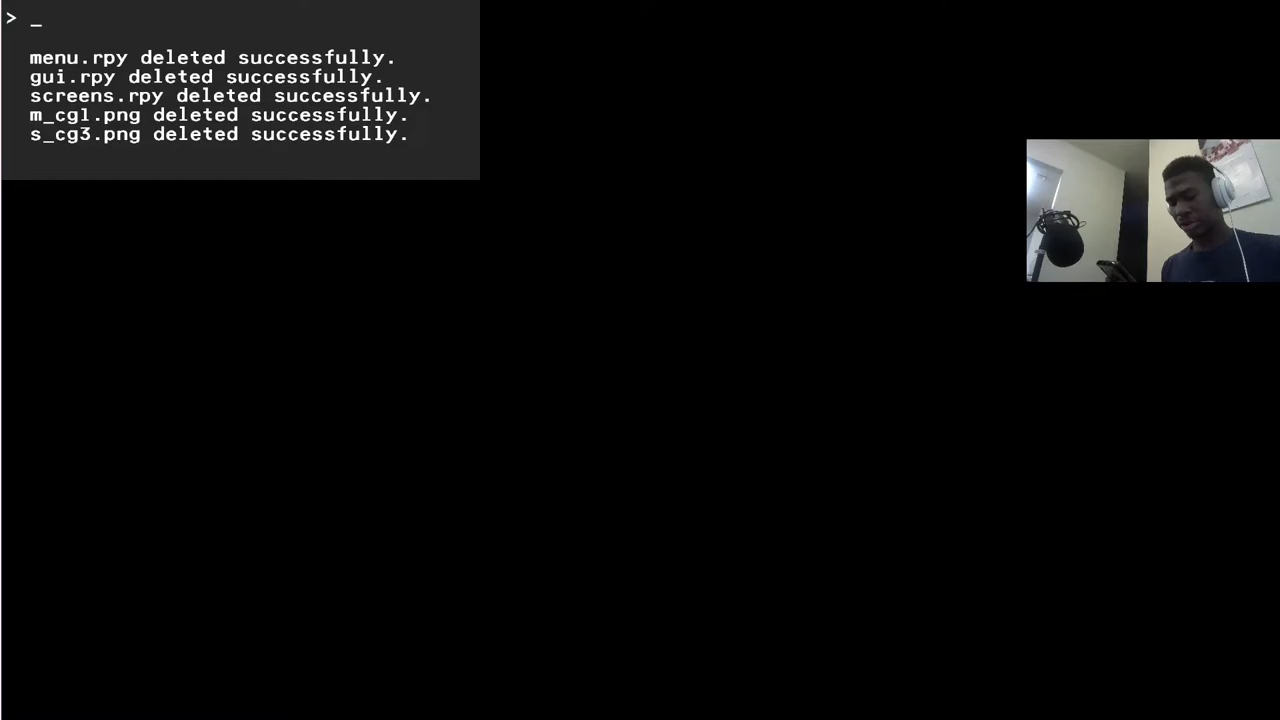 > _
menu.rpy deleted successfully.
gui.rpy deleted successfully.
screens.rpy deleted successfully.
m_cg1.png deleted successfully.
s_cg3.png deleted successfully.